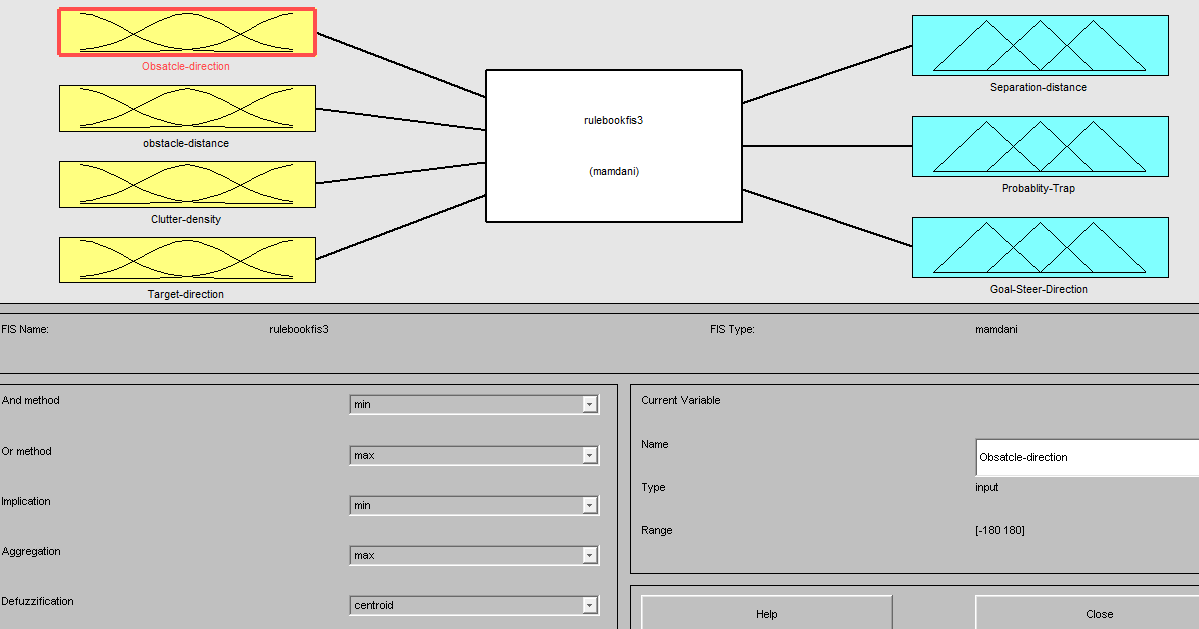 Obsatcle-direction
obstacle-distance
Clutter-density
Target-direction
rulebookfis3
(mamdani)
Separation-distance
Probablity-Trap
Goal-Steer-Direction
FIS Name: rulebookfis3 FIS Type: mamdani
And method min
Or method max
Implication min
Aggregation max
Defuzzification centroid
Current Variable
Name Obsatcle-direction
Type input
Range [-180 180]
Help Close